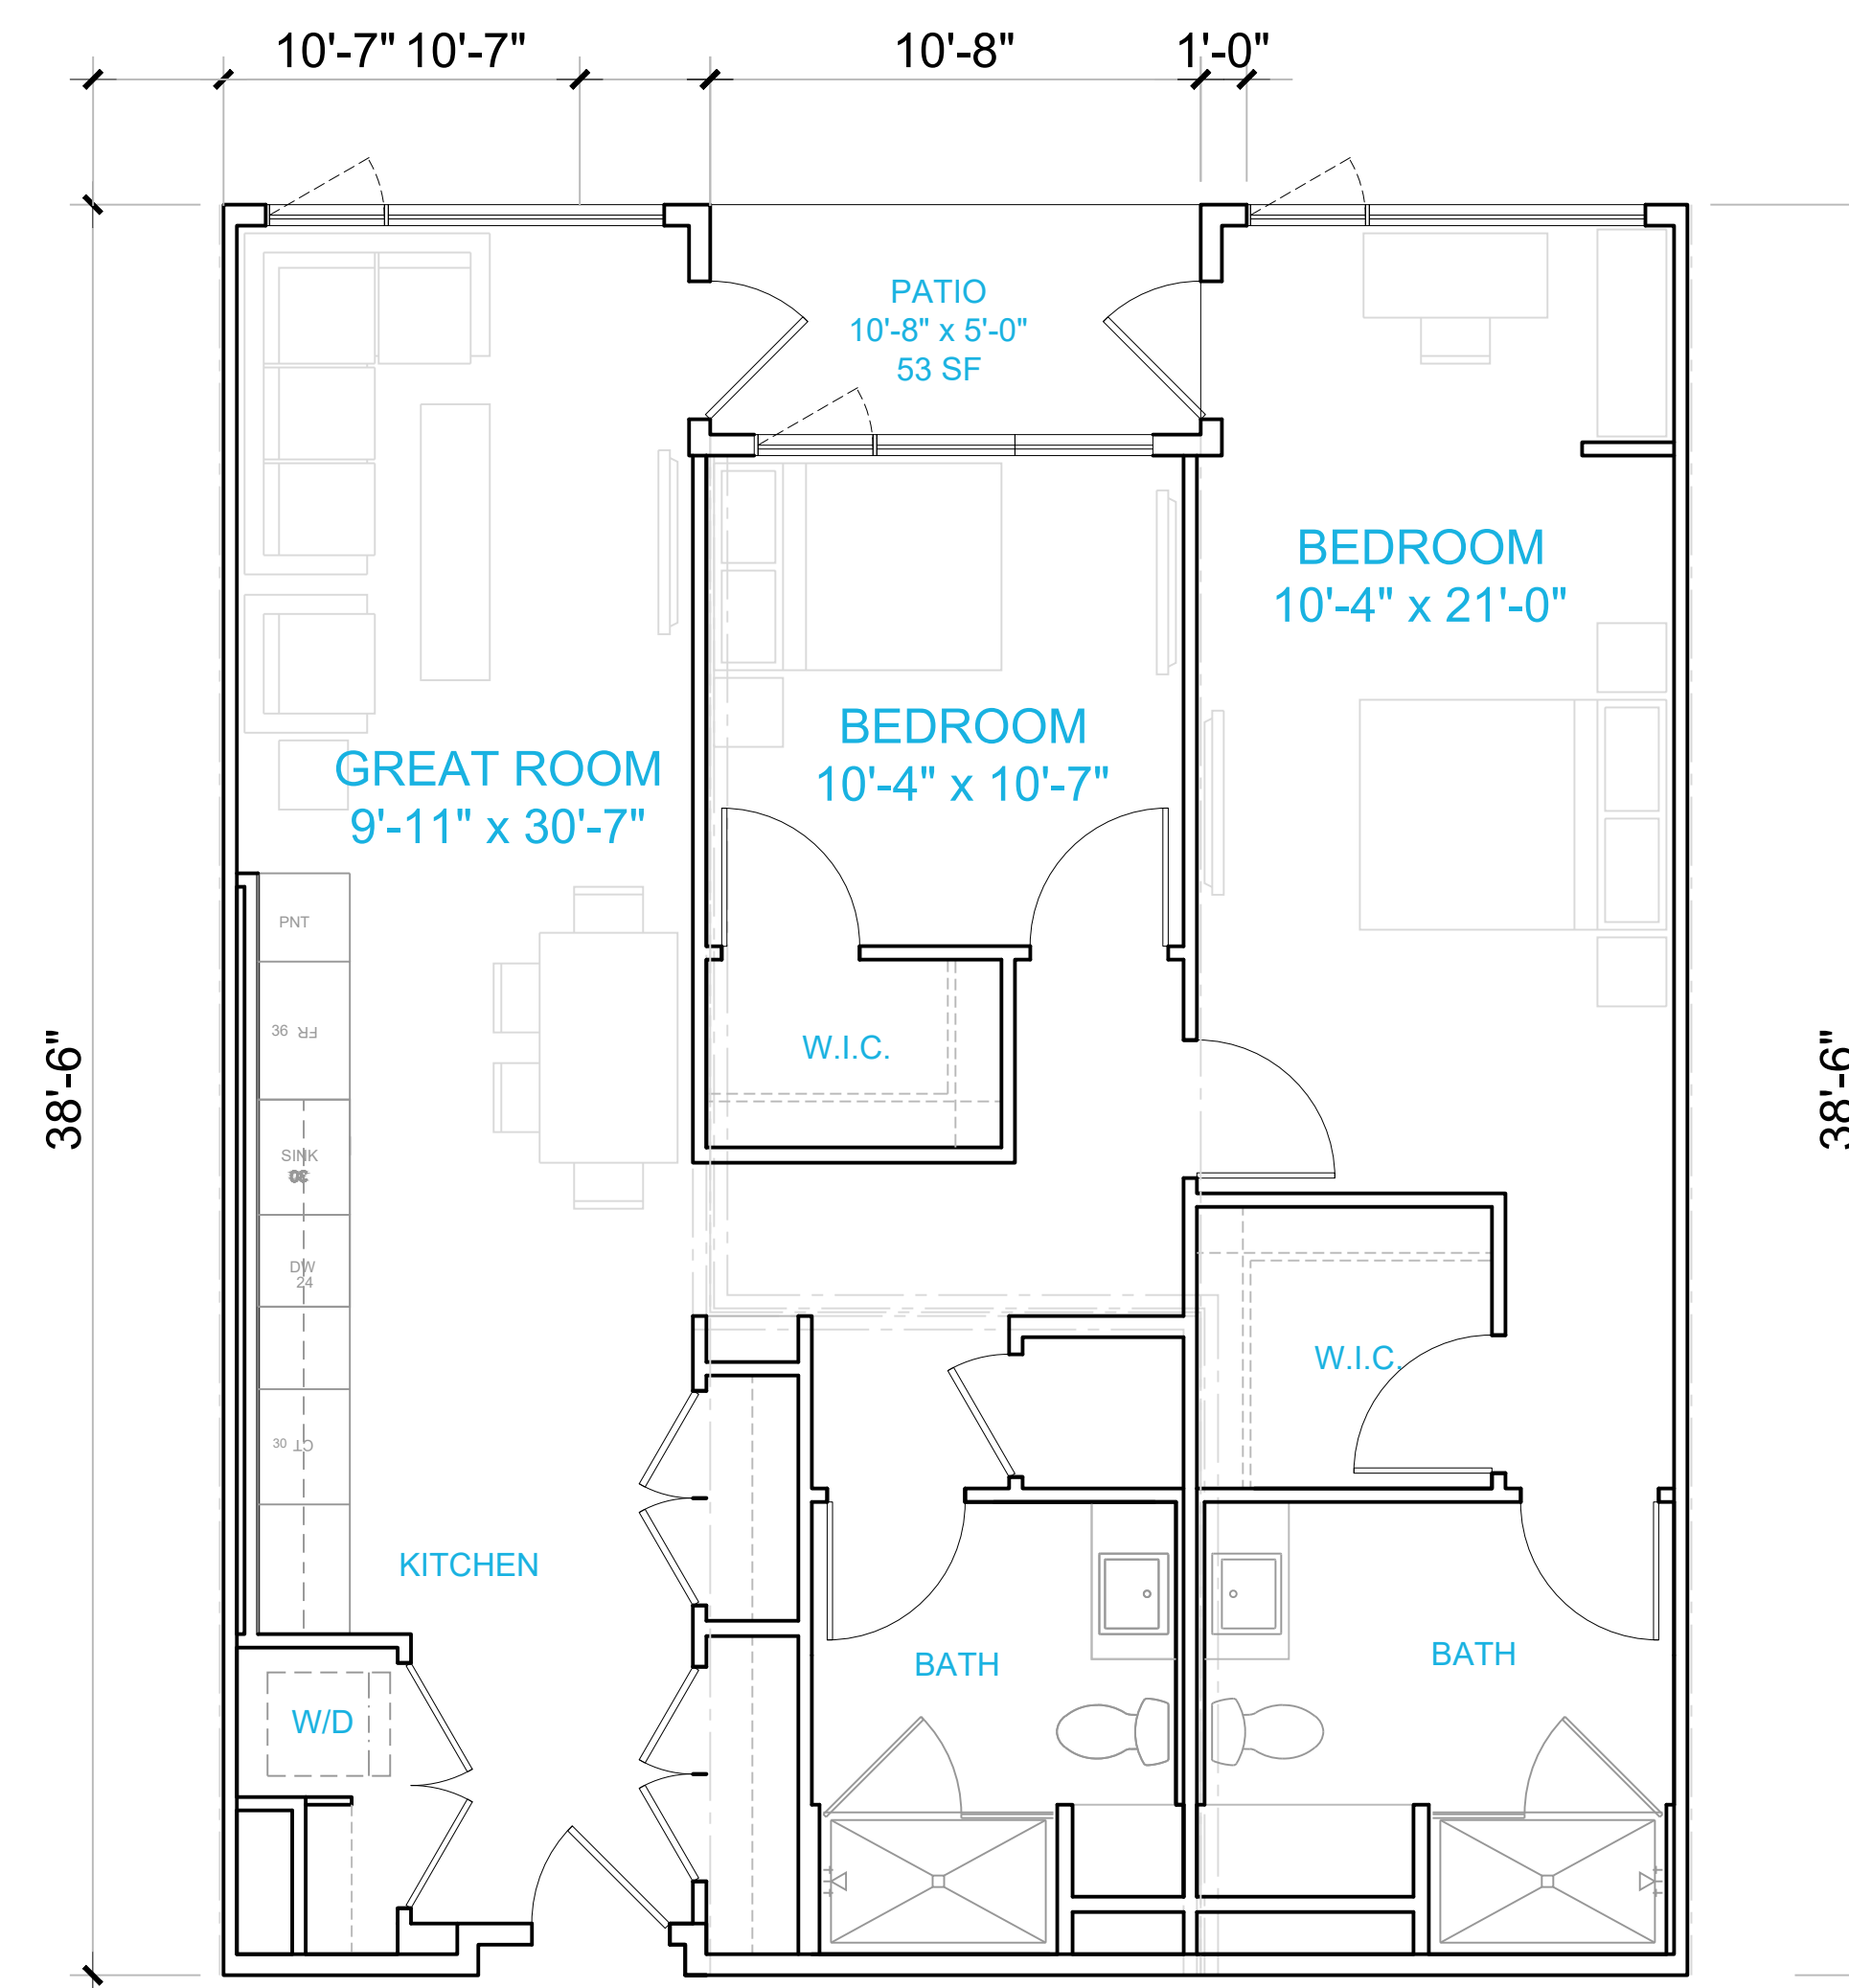 10'-7" 10'-7" 10'-8" 1'-0"
PATIO
10'-8" x 5'-0"
53 SF
BEDROOM
10'-4" x 21'-0"
BEDROOM
10'-4" x 10'-7"
GREAT ROOM
9'-11" x 30'-7"
PNT
36 FR
38'-6"
38'-6"
W.I.C.
SINK
30
DW
24
W.I.C.
30 CT
KITCHEN
BATH
BATH
W/D